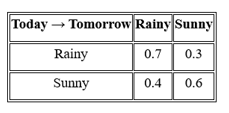 Today → Tomorrow Rainy Sunny
Rainy 0.7 0.3
Sunny 0.4 0.6